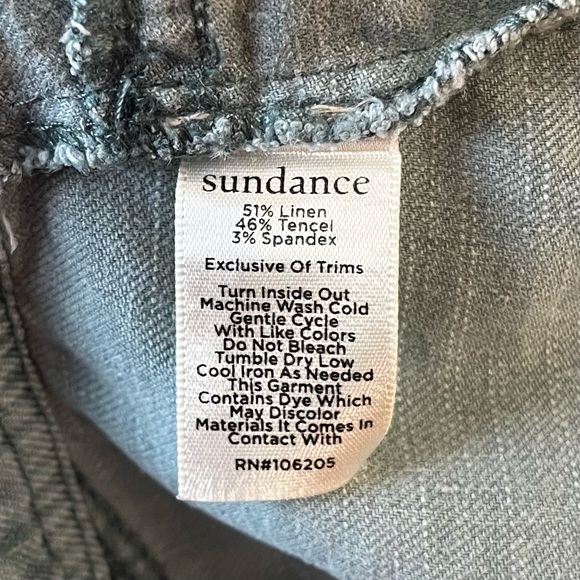 sundance
51% Linen
46% Tencel
3% Spandex
Exclusive Of Trims
Turn Inside Out
Machine Wash Cold
Gentle Cycle
With Like Colors
Do Not Bleach
Tumble Dry Low
Cool Iron As Needed
This Garment
Contains Dye Which
May Discolor
Materials It Comes In
Contact With
RN#106205